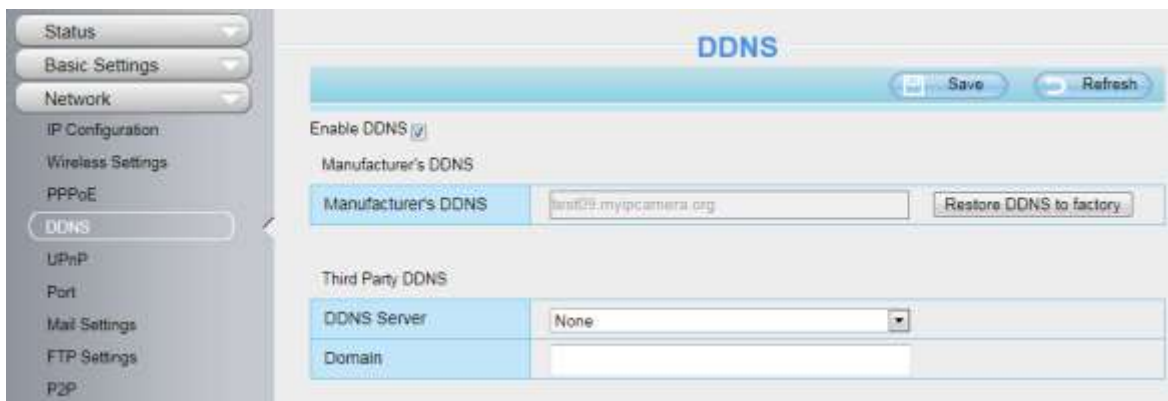 Status
Basic Settings
Network
IP Configuration
Wireless Settings
PPPoE
DDNS
UPnP
Port
Mail Settings
FTP Settings
P2P
DDNS
Save Refresh
Enable DDNS
Manufacturer's DDNS
Manufacturer's DDNS test09.myipcamera.org Restore DDNS to factory
Third Party DDNS
DDNS Server None
Domain